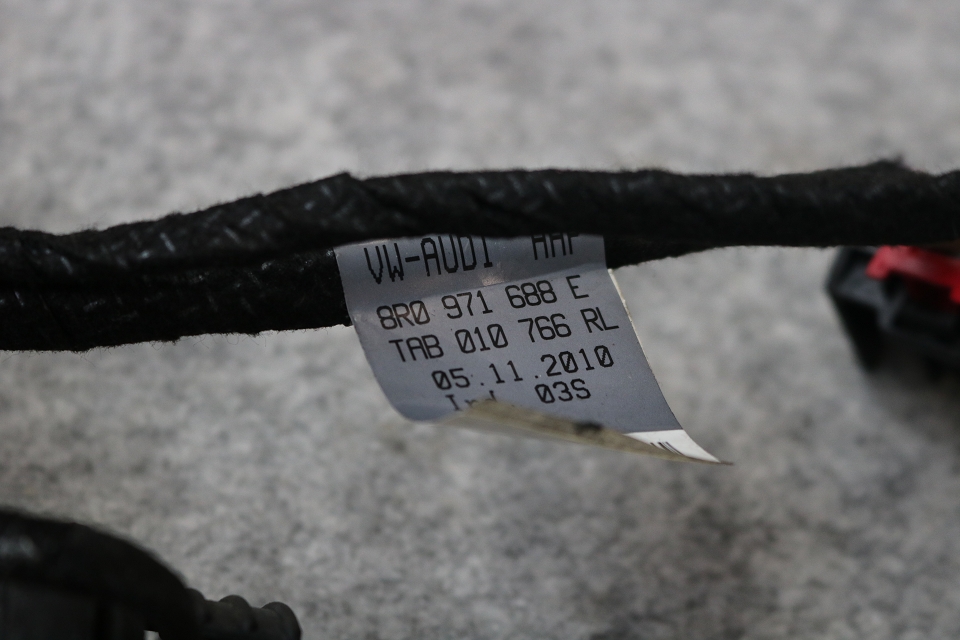 VW-AUDI
8R0 971 688 E
TAB 010 766 RL
05.11.2010
03S